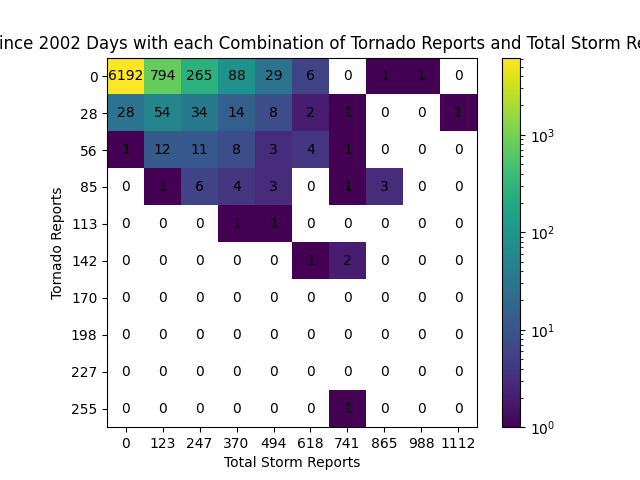 ince 2002 Days with each Combination of Tornado Reports and Total Storm Re
0 6192 794 265 88 29 6 0 1 1 0
28 28 54 34 14 8 2 1 0 0 1
56 1 12 11 8 3 4 1 0 0 0
85 0 1 6 4 3 0 1 3 0 0
113 0 0 0 1 1 0 0 0 0 0
142 0 0 0 0 0 1 2 0 0 0
170 0 0 0 0 0 0 0 0 0 0
198 0 0 0 0 0 0 0 0 0 0
227 0 0 0 0 0 0 0 0 0 0
255 0 0 0 0 0 0 1 0 0 0
0 123 247 370 494 618 741 865 988 1112
Total Storm Reports
Tornado Reports
10³
10²
10¹
10⁰